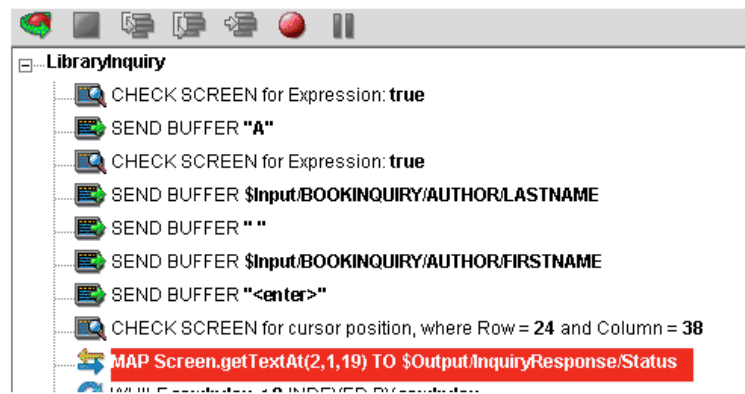 LibraryInquiry
CHECK SCREEN for Expression: true
SEND BUFFER "A"
CHECK SCREEN for Expression: true
SEND BUFFER $Input/BOOKINQUIRY/AUTHOR/LASTNAME
SEND BUFFER " "
SEND BUFFER $Input/BOOKINQUIRY/AUTHOR/FIRSTNAME
SEND BUFFER "<enter>"
CHECK SCREEN for cursor position, where Row = 24 and Column = 38
MAP Screen.getTextAt(2,1,19) TO $Output/InquiryResponse/Status
WHILE